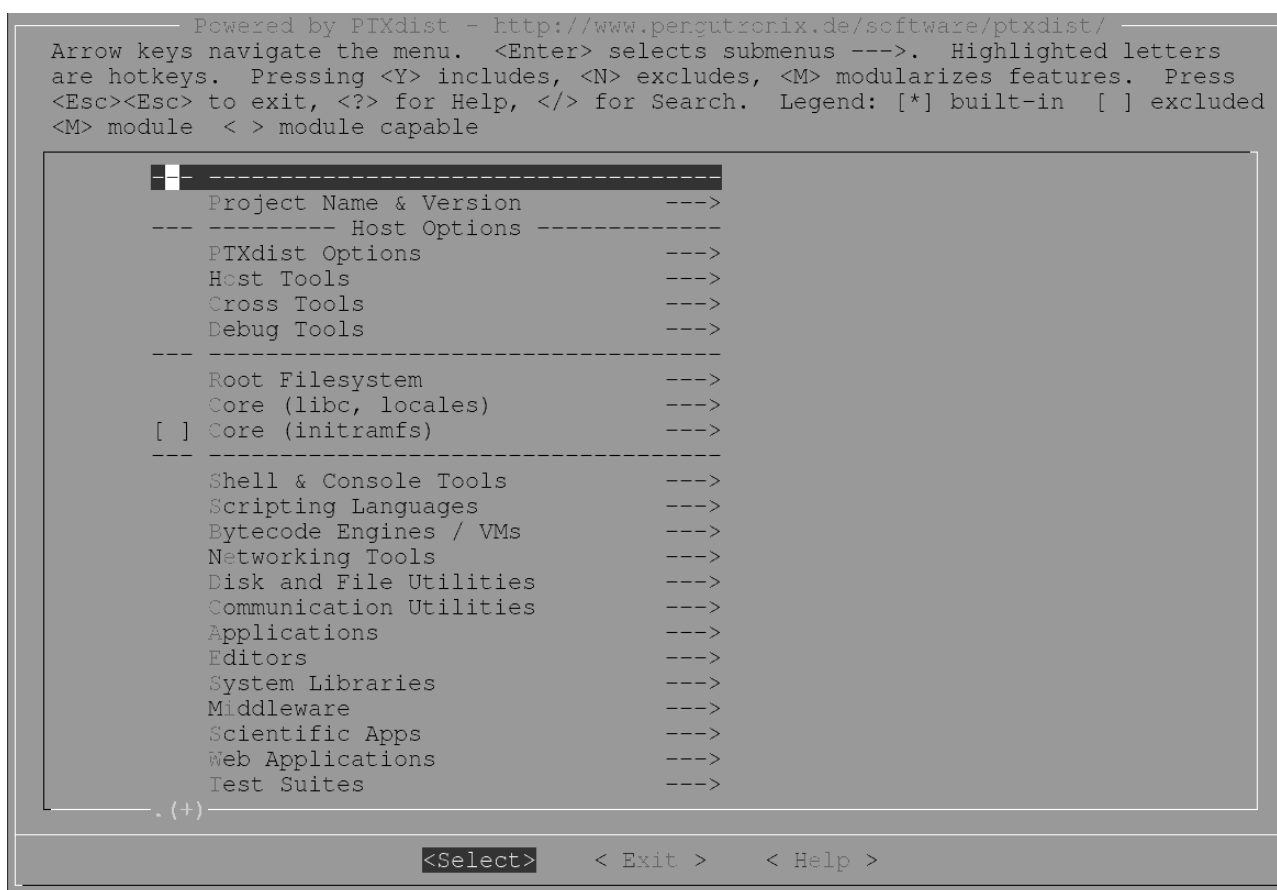 Powered by PTXdist - http://www.pengutronix.de/software/ptxdist/
Arrow keys navigate the menu.  <Enter> selects submenus --->.  Highlighted letters
are hotkeys.  Pressing <Y> includes, <N> excludes, <M> modularizes features.  Press
<Esc><Esc> to exit, <?> for Help, </> for Search.  Legend: [*] built-in  [ ] excluded
<M> module  < > module capable
--- ------------------------------------
Project Name & Version          --->
--- --------- Host Options -------------
PTXdist Options                 --->
Host Tools                      --->
Cross Tools                     --->
Debug Tools                     --->
--- ------------------------------------
Root Filesystem                 --->
Core (libc, locales)            --->
[ ] Core (initramfs)                --->
--- ------------------------------------
Shell & Console Tools           --->
Scripting Languages             --->
Bytecode Engines / VMs          --->
Networking Tools                --->
Disk and File Utilities         --->
Communication Utilities         --->
Applications                    --->
Editors                         --->
System Libraries                --->
Middleware                      --->
Scientific Apps                 --->
Web Applications                --->
Test Suites                     --->
.(+)
<Select>    < Exit >    < Help >